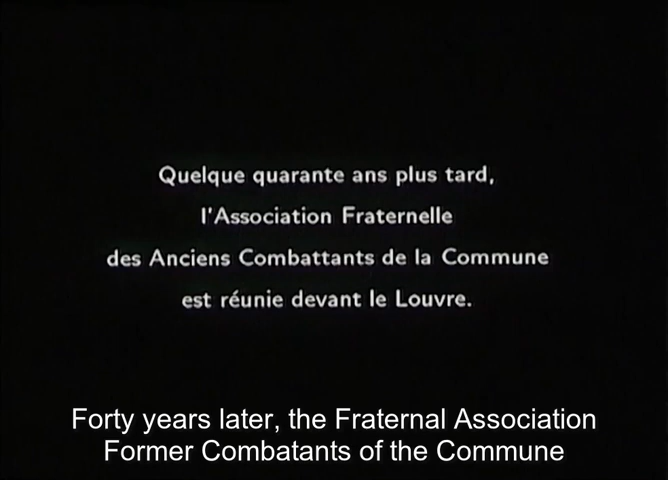 Quelque quarante ans plus tard,
l'Association Fraternelle
des Anciens Combattants de la Commune
est réunie devant le Louvre.
Forty years later, the Fraternal Association
Former Combatants of the Commune